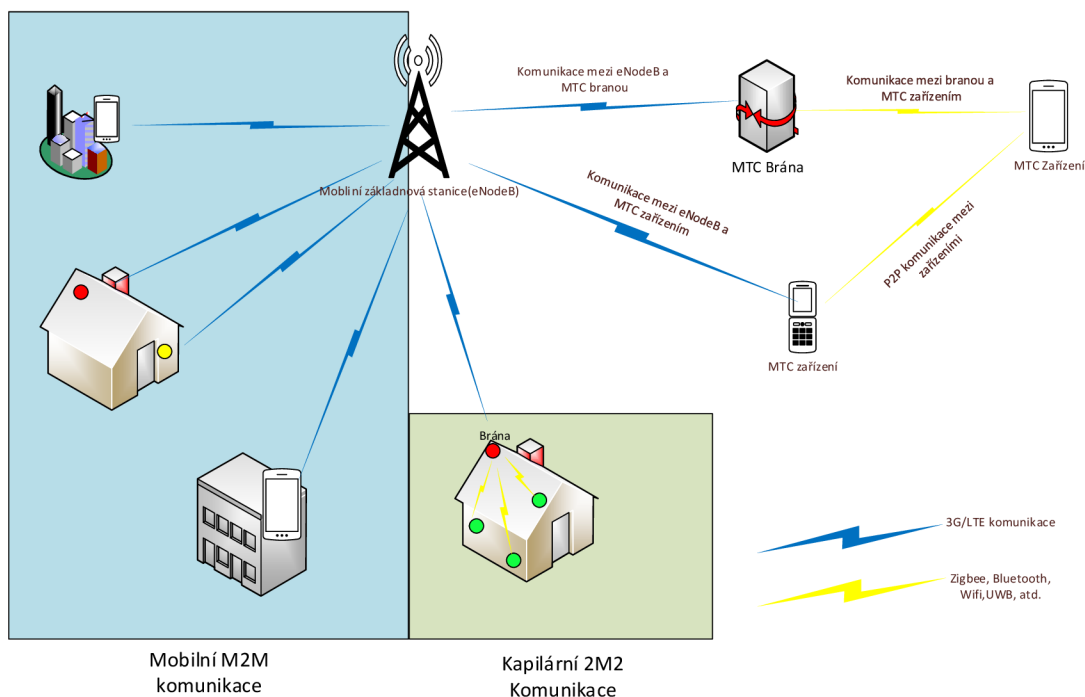 Komunikace mezi eNodeB a
MTC branou
Komunikace mezi branou a
MTC zařízením
MTC Brána
MTC Zařízení
Mobliní základnová stanice(eNodeB)
Komunikace mezi eNodeB a
MTC zařízením
P2P komunikace mezi
zařízeními
MTC zařízení
Brána
3G/LTE komunikace
Zigbee, Bluetooth,
Wifi,UWB, atd.
Mobilní M2M
komunikace
Kapilární 2M2
Komunikace